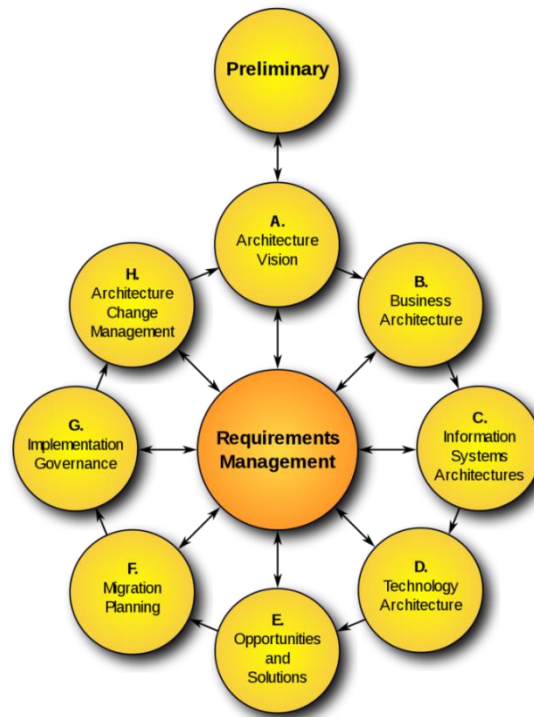 Preliminary
A.
Architecture
Vision
B.
Business
Architecture
C.
Information
Systems
Architectures
D.
Technology
Architecture
E.
Opportunities
and
Solutions
F.
Migration
Planning
G.
Implementation
Governance
H.
Architecture
Change
Management
Requirements
Management